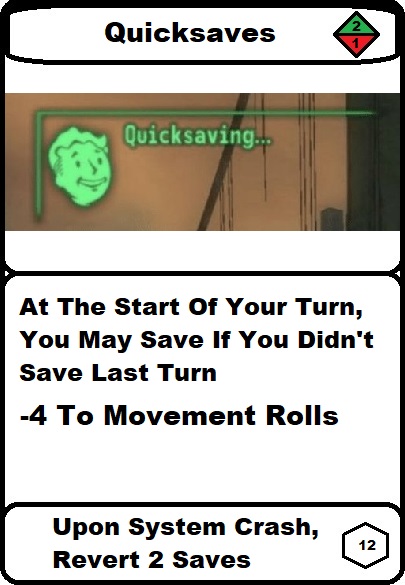 Quicksaves
2
1
Quicksaving...
At The Start Of Your Turn,
You May Save If You Didn't
Save Last Turn
-4 To Movement Rolls
Upon System Crash,
Revert 2 Saves
12